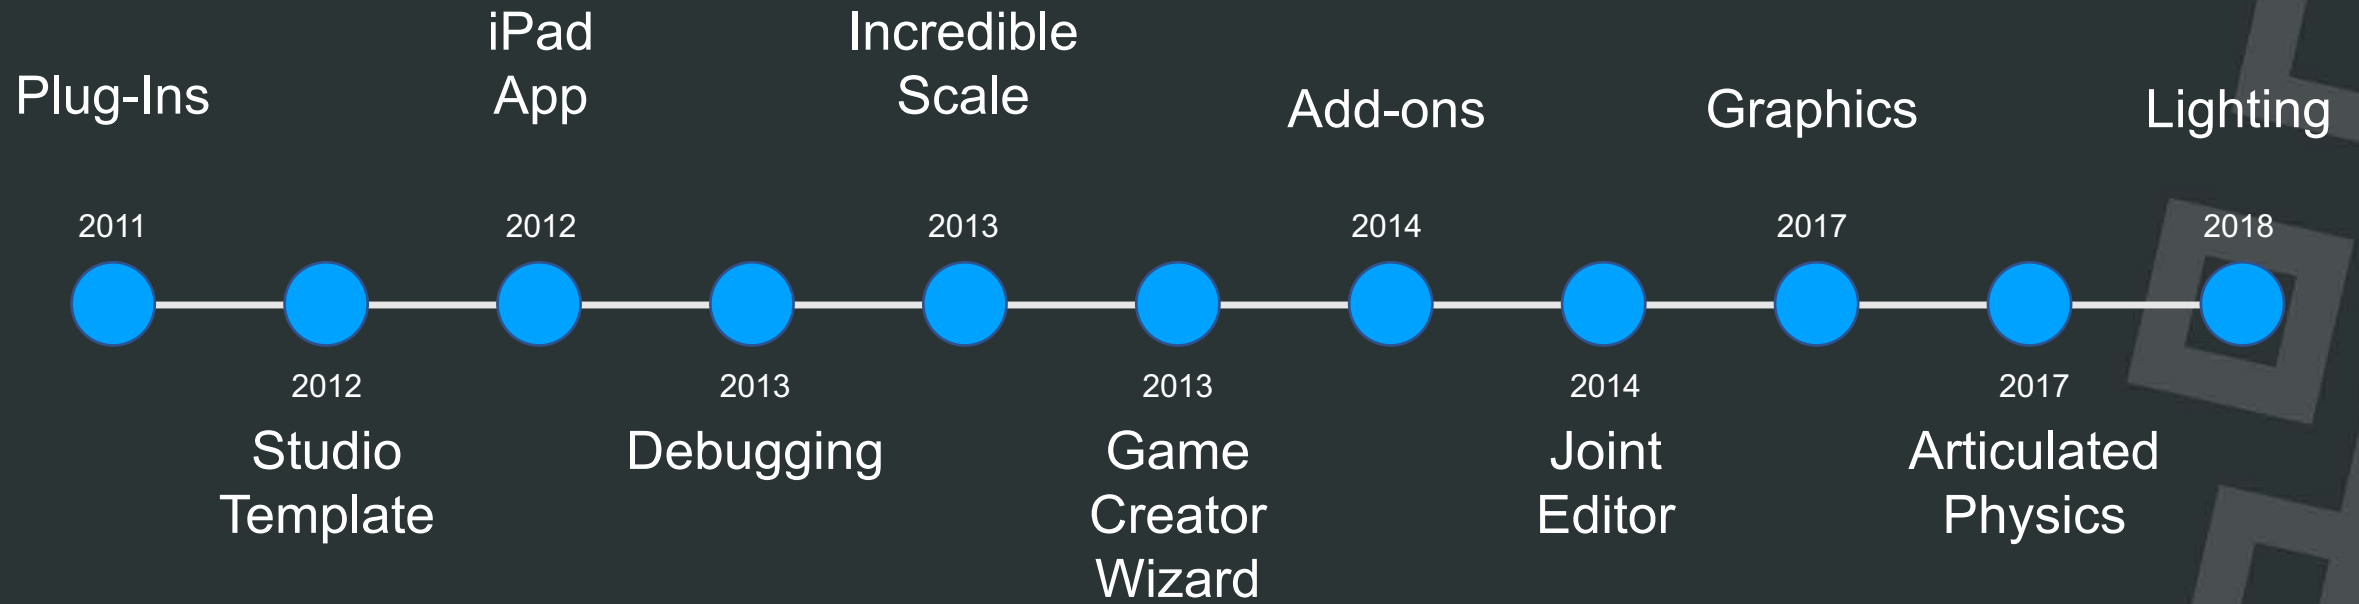 iPad
App
Incredible
Scale
Plug-Ins
Add-ons
Graphics
Lighting
2011
2012
2013
2014
2017
2018
2012
2013
2013
2014
2017
Studio
Template
Debugging
Game
Creator
Wizard
Joint
Editor
Articulated
Physics